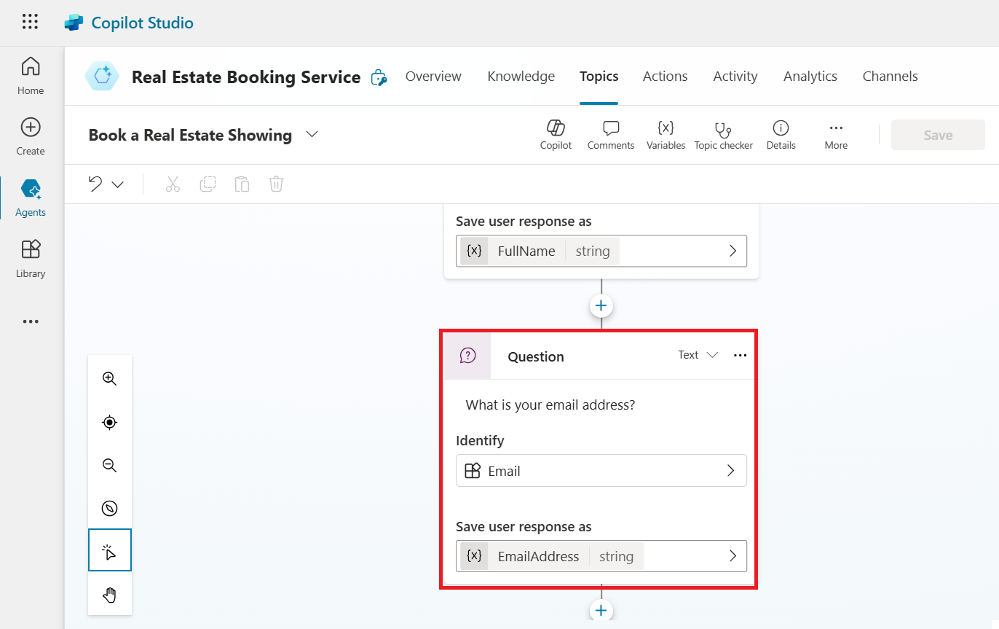 Copilot Studio
Home
Create
Agents
Library
Real Estate Booking Service
Overview
Knowledge
Topics
Actions
Activity
Analytics
Channels
Book a Real Estate Showing
Copilot
Comments
{x}
Variables
Topic checker
Details
More
Save
Save user response as
{x} FullName string
Question
Text
What is your email address?
Identify
Email
Save user response as
{x} EmailAddress string